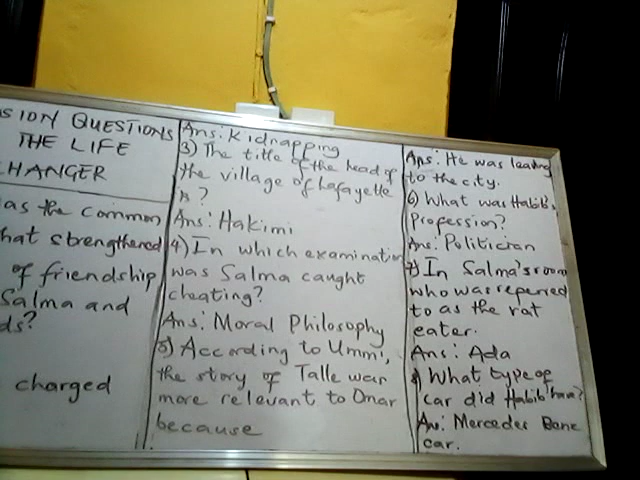 SION QUESTIONS
THE LIFE
HANGER
as the common
hat strengthened
of friendship
Salma and
ds?
charged
Ans: Kidnapping
3) The title of the head of
the village of Lafayette
is?
Ans: Hakimi
4) In which examination
was Salma caught
cheating?
Ans: Moral Philosophy
5) According to Ummi,
the story of Talle was
more relevant to Omar
because
Ans: He was leaving
to the city.
6) What was Habib's
Profession?
Ans: Politician
7) In Salma's room
who was reperred
to as the rat
eater.
Ans: Ada
8) What type of
car did Habib have?
Ans: Mercedes Bene
car.